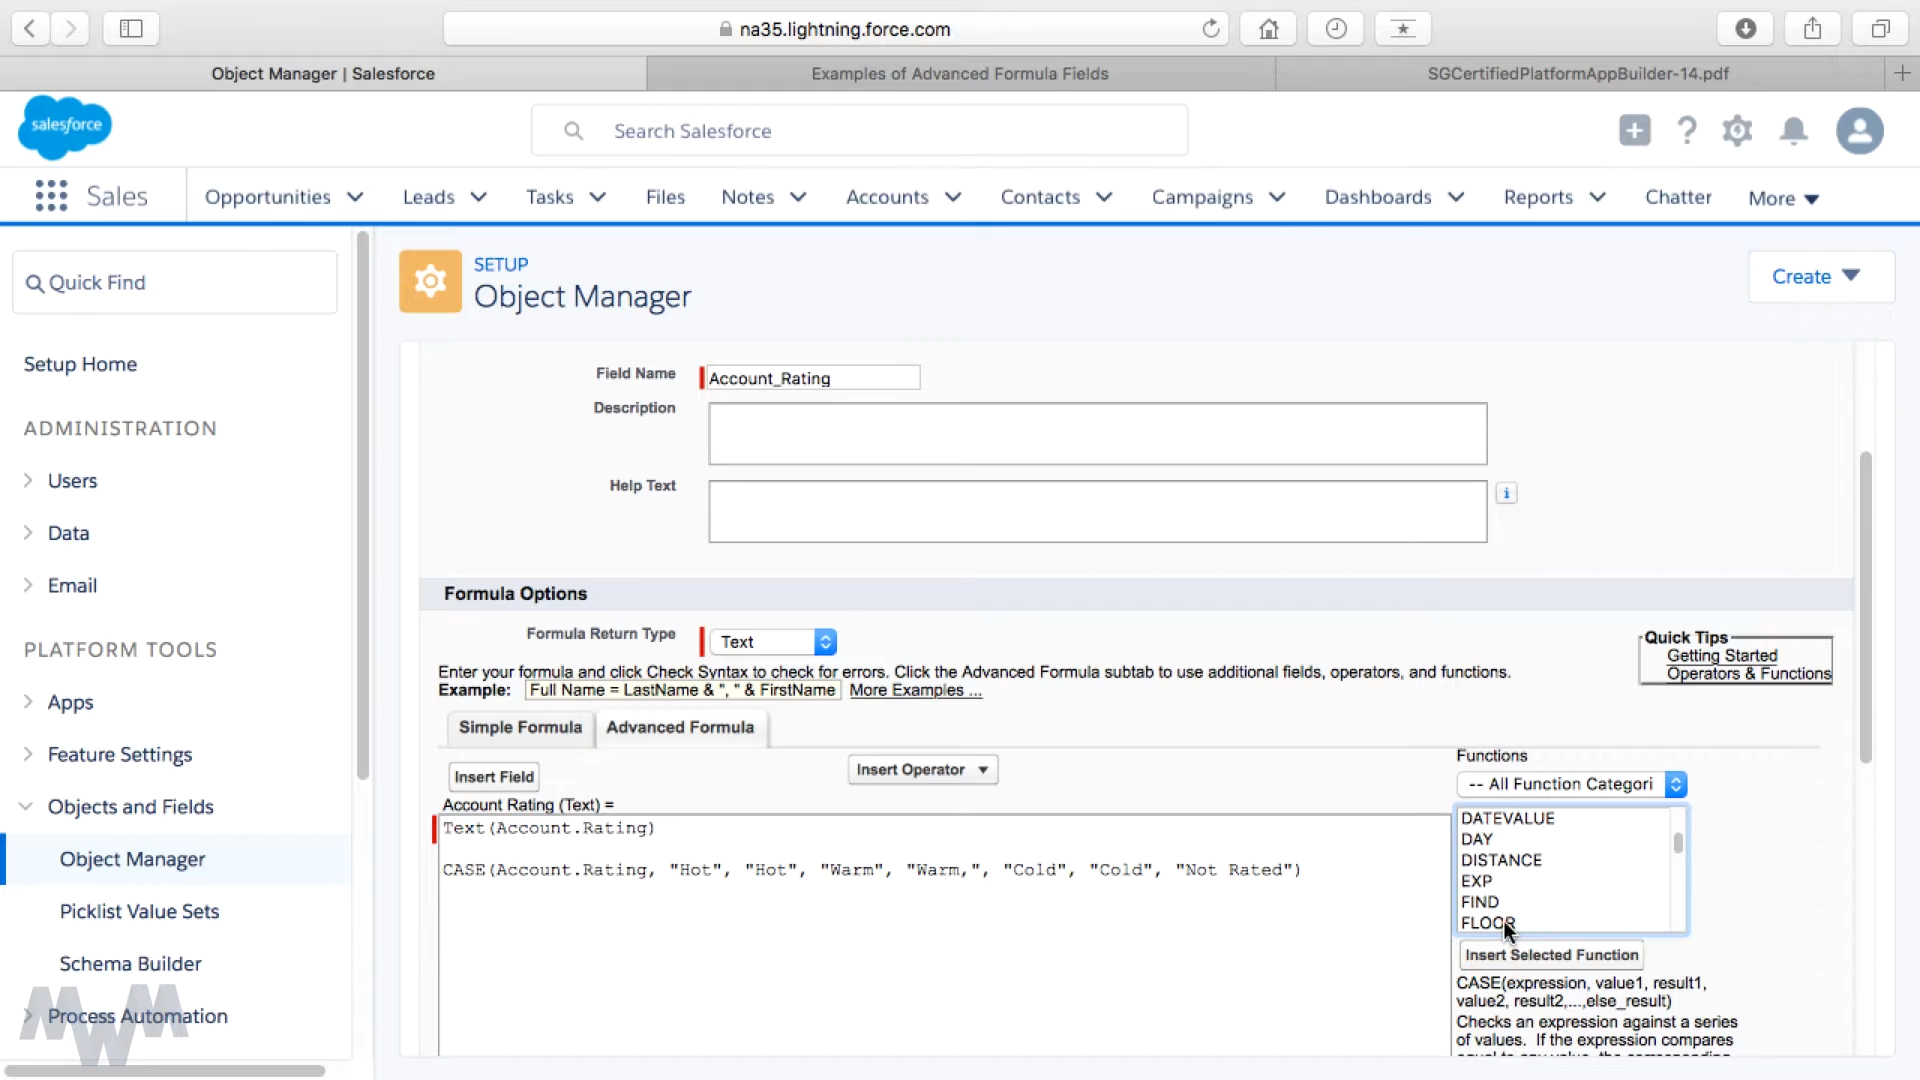 na35.lightning.force.com
Object Manager | Salesforce
Examples of Advanced Formula Fields
SGCertifiedPlatformAppBuilder-14.pdf
salesforce
Search Salesforce
Sales
Opportunities
Leads
Tasks
Files
Notes
Accounts
Contacts
Campaigns
Dashboards
Reports
Chatter
More
Quick Find
SETUP
Object Manager
Create
Setup Home
ADMINISTRATION
Users
Data
Email
PLATFORM TOOLS
Apps
Feature Settings
Objects and Fields
Object Manager
Picklist Value Sets
Schema Builder
Process Automation
MWM
Field Name
Account_Rating
Description
Help Text
Formula Options
Formula Return Type
Text
Quick Tips
Getting Started
Operators & Functions
Enter your formula and click Check Syntax to check for errors. Click the Advanced Formula subtab to use additional fields, operators, and functions.
Example: Full Name = LastName & ", " & FirstName More Examples ...
Simple Formula
Advanced Formula
Insert Field
Insert Operator
Account Rating (Text) =
Text(Account.Rating)
CASE(Account.Rating, "Hot", "Hot", "Warm", "Warm,", "Cold", "Cold", "Not Rated")
Functions
-- All Function Categori
DATEVALUE
DAY
DISTANCE
EXP
FIND
FLOOR
Insert Selected Function
CASE(expression, value1, result1,
value2, result2,...,else_result)
Checks an expression against a series
of values. If the expression compares